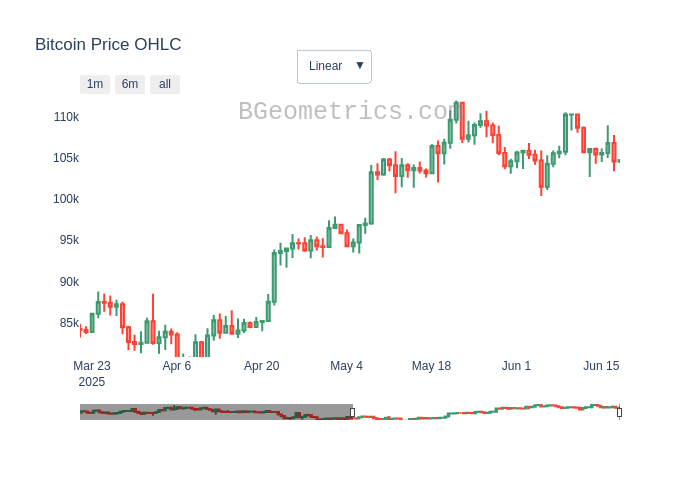 Bitcoin Price OHLC
Linear ▼
1m 6m all
BGeometrics.com
110k
105k
100k
95k
90k
85k
Mar 23 Apr 6 Apr 20 May 4 May 18 Jun 1 Jun 15
2025